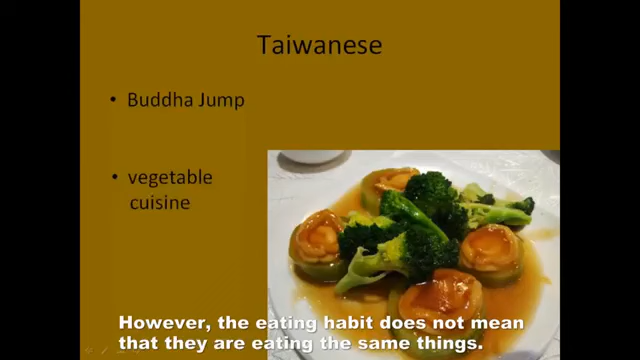 Taiwanese
• Buddha Jump
• vegetable
cuisine
However, the eating habit does not mean
that they are eating the same things.